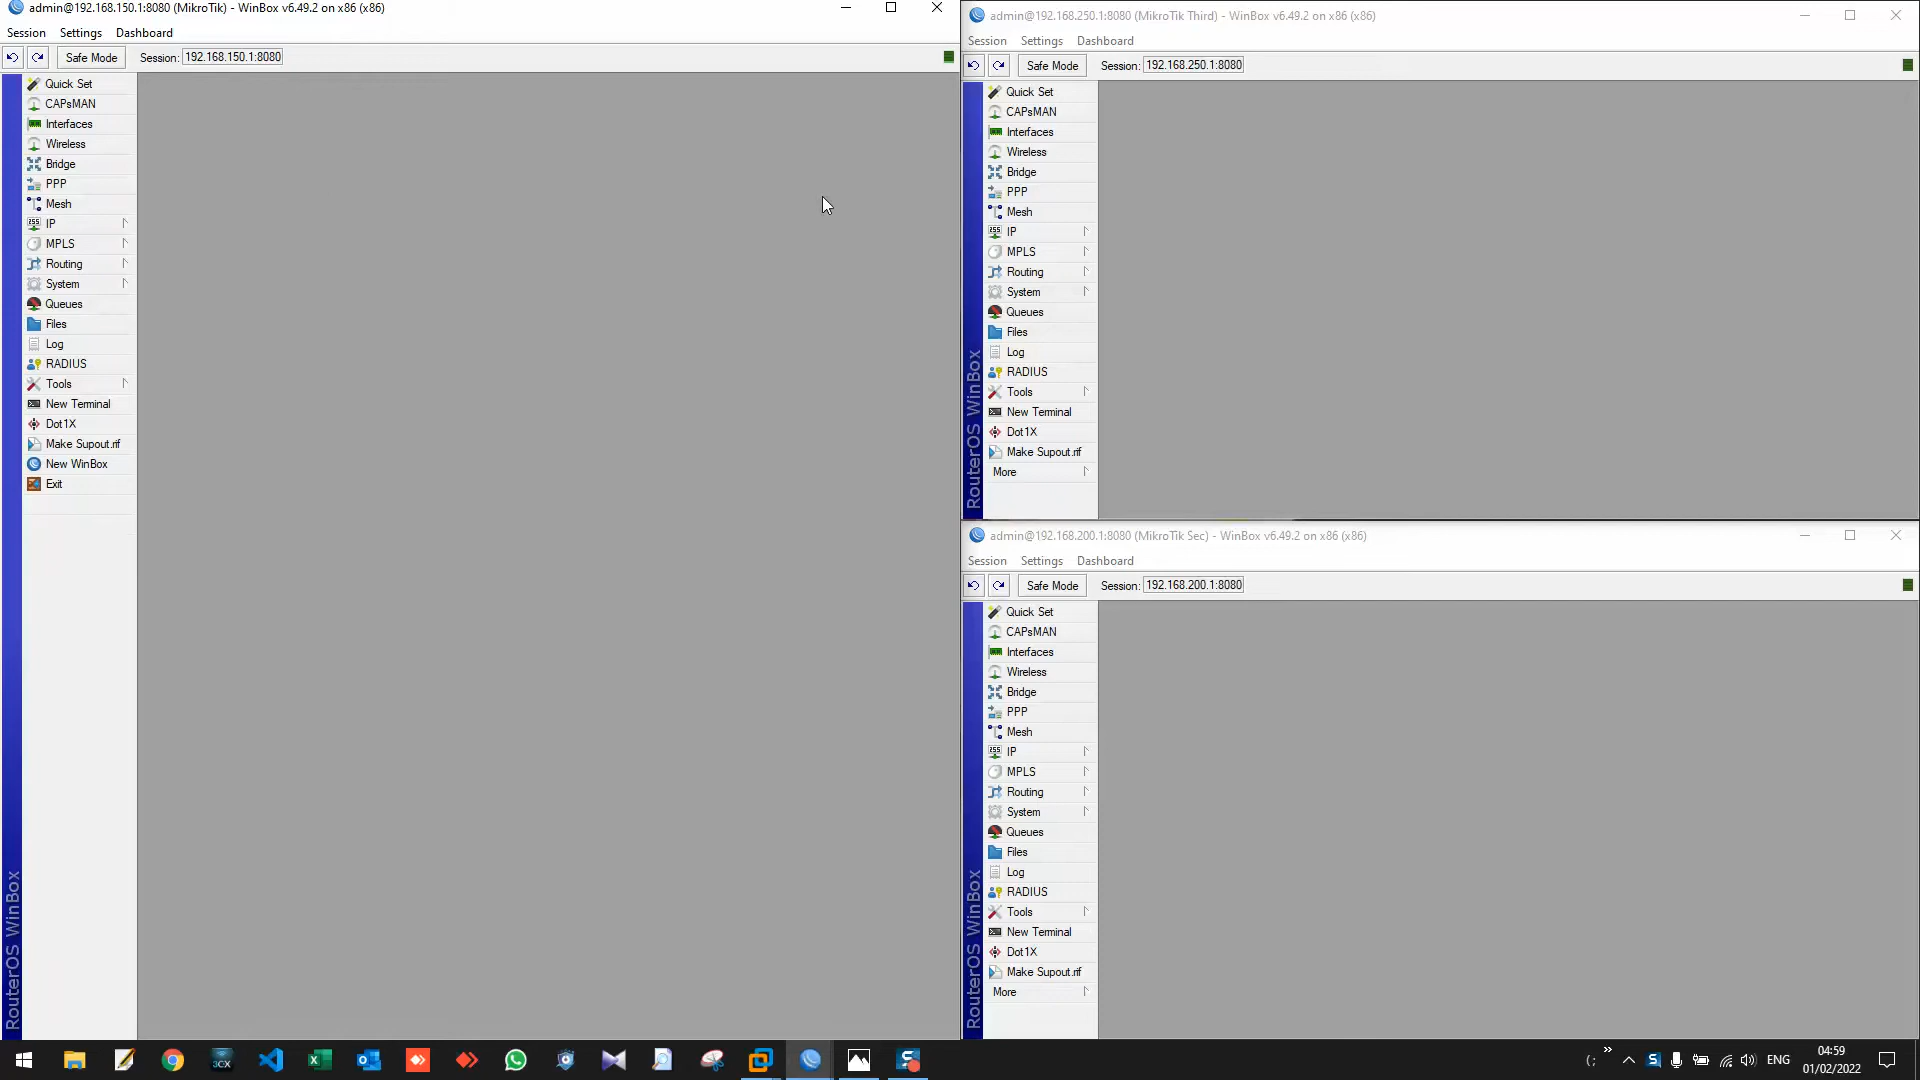 admin@192.168.150.1:8080 (MikroTik) - WinBox v6.49.2 on x86 (x86)
Session Settings Dashboard
Safe Mode Session: 192.168.150.1:8080
Quick Set
CAPsMAN
Interfaces
Wireless
Bridge
PPP
Mesh
IP
MPLS
Routing
System
Queues
Files
Log
RADIUS
Tools
New Terminal
Dot1X
Make Supout.rif
New WinBox
Exit
RouterOS WinBox
admin@192.168.250.1:8080 (MikroTik Third) - WinBox v6.49.2 on x86 (x86)
Session Settings Dashboard
Safe Mode Session: 192.168.250.1:8080
Quick Set
CAPsMAN
Interfaces
Wireless
Bridge
PPP
Mesh
IP
MPLS
Routing
System
Queues
Files
Log
RADIUS
Tools
New Terminal
Dot1X
Make Supout.rif
More
RouterOS WinBox
admin@192.168.200.1:8080 (MikroTik Sec) - WinBox v6.49.2 on x86 (x86)
Session Settings Dashboard
Safe Mode Session: 192.168.200.1:8080
Quick Set
CAPsMAN
Interfaces
Wireless
Bridge
PPP
Mesh
IP
MPLS
Routing
System
Queues
Files
Log
RADIUS
Tools
New Terminal
Dot1X
Make Supout.rif
More
RouterOS WinBox
3CX
ENG
04:59
01/02/2022